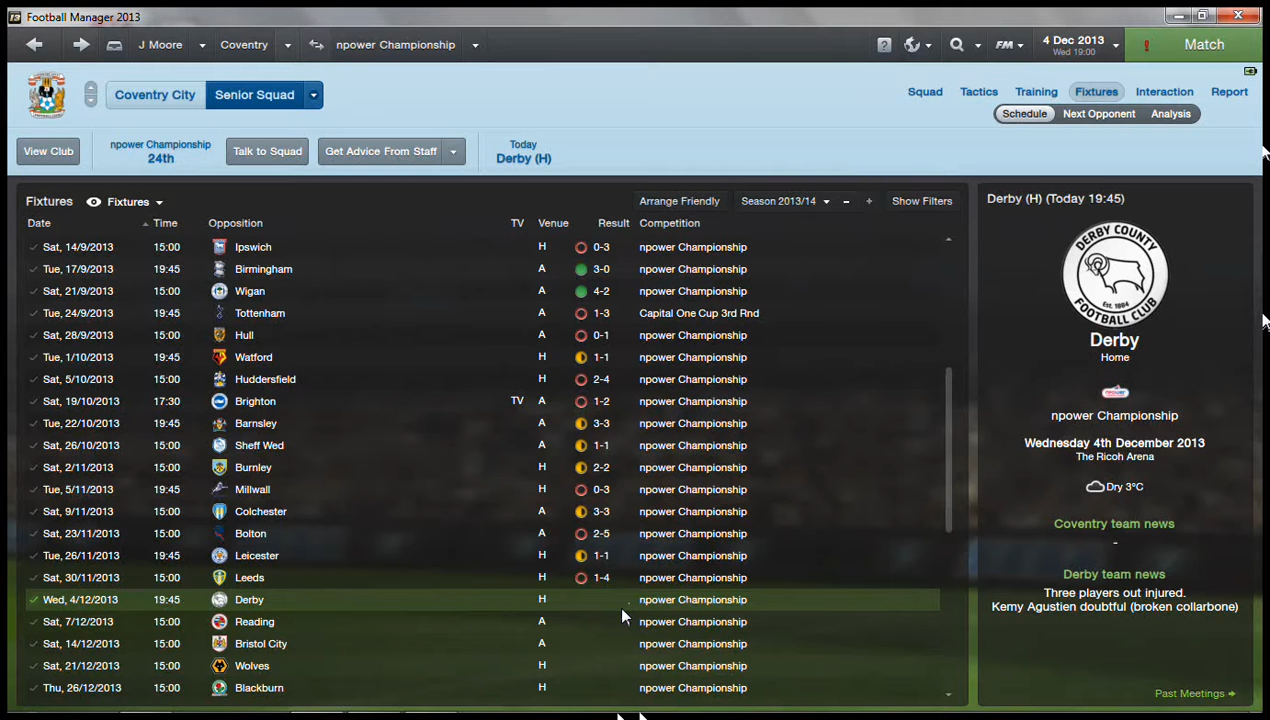 Football Manager 2013
J Moore Coventry npower Championship ? FM 4 Dec 2013 Wed 19:00 ! Match
Coventry City Senior Squad Squad Tactics Training Fixtures Interaction Report
Schedule Next Opponent Analysis
View Club npower Championship 24th Talk to Squad Get Advice From Staff Today Derby (H)
Fixtures Fixtures Arrange Friendly Season 2013/14 - + Show Filters
Date Time Opposition TV Venue Result Competition
Sat, 14/9/2013 15:00 Ipswich H 0-3 npower Championship
Tue, 17/9/2013 19:45 Birmingham A 3-0 npower Championship
Sat, 21/9/2013 15:00 Wigan A 4-2 npower Championship
Tue, 24/9/2013 19:45 Tottenham A 1-3 Capital One Cup 3rd Rnd
Sat, 28/9/2013 15:00 Hull A 0-1 npower Championship
Tue, 1/10/2013 19:45 Watford H 1-1 npower Championship
Sat, 5/10/2013 15:00 Huddersfield H 2-4 npower Championship
Sat, 19/10/2013 17:30 Brighton TV A 1-2 npower Championship
Tue, 22/10/2013 19:45 Barnsley A 3-3 npower Championship
Sat, 26/10/2013 15:00 Sheff Wed A 1-1 npower Championship
Sat, 2/11/2013 15:00 Burnley H 2-2 npower Championship
Tue, 5/11/2013 19:45 Millwall H 0-3 npower Championship
Sat, 9/11/2013 15:00 Colchester A 3-3 npower Championship
Sat, 23/11/2013 15:00 Bolton A 2-5 npower Championship
Tue, 26/11/2013 19:45 Leicester H 1-1 npower Championship
Sat, 30/11/2013 15:00 Leeds H 1-4 npower Championship
Wed, 4/12/2013 19:45 Derby H npower Championship
Sat, 7/12/2013 15:00 Reading A npower Championship
Sat, 14/12/2013 15:00 Bristol City A npower Championship
Sat, 21/12/2013 15:00 Wolves H npower Championship
Thu, 26/12/2013 15:00 Blackburn H npower Championship
Derby (H) (Today 19:45)
DERBY COUNTY
Est. 1884
FOOTBALL CLUB
Derby
Home
npower
npower Championship
Wednesday 4th December 2013
The Ricoh Arena
Dry 3°C
Coventry team news
-
Derby team news
Three players out injured.
Kemy Agustien doubtful (broken collarbone)
Past Meetings